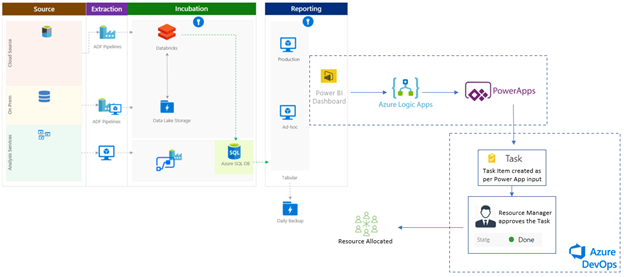 Source
Extraction
Incubation
Reporting
Cloud Source
ADF Pipelines
Databricks
Production
Power BI
Dashboard
Azure Logic Apps
PowerApps
On Prem
ADF Pipelines
Data Lake Storage
Ad-hoc
Analysis Services
SQL
Azure SQL DB
Tabular
Daily Backup
Task
Task Item created as
per Power App input
Resource Manager
approves the Task
State
Done
Resource Allocated
Azure
DevOps